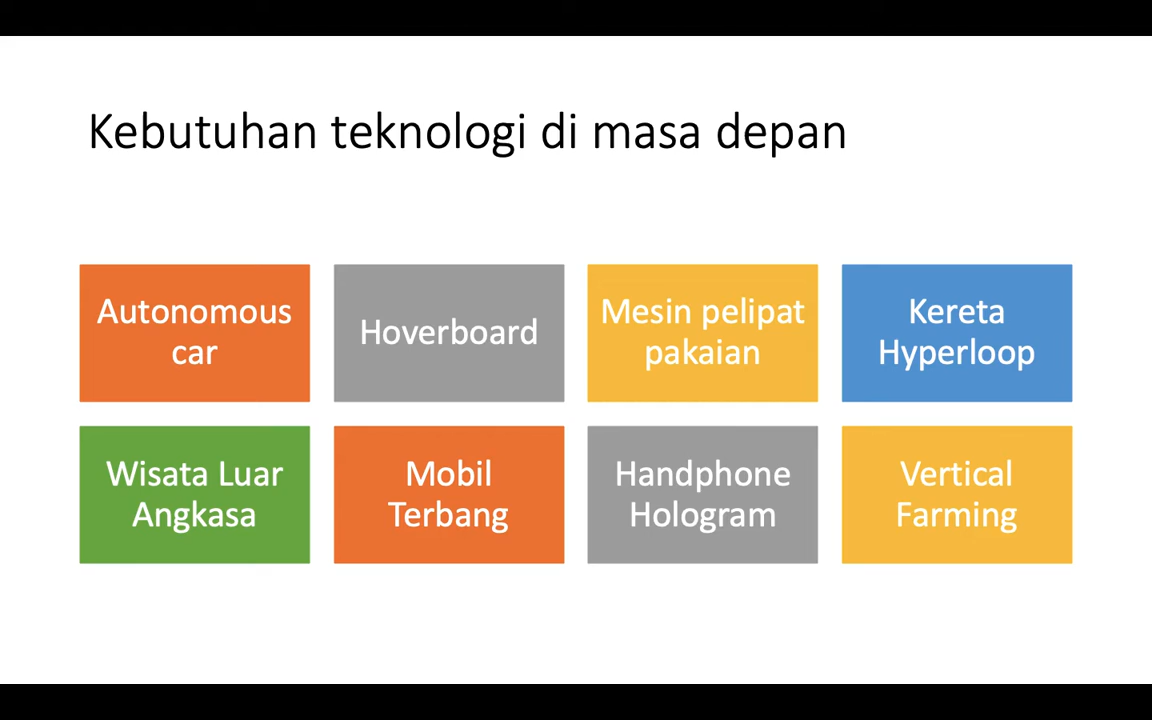 Kebutuhan teknologi di masa depan
Autonomous
car
Hoverboard
Mesin pelipat
pakaian
Kereta
Hyperloop
Wisata Luar
Angkasa
Mobil
Terbang
Handphone
Hologram
Vertical
Farming